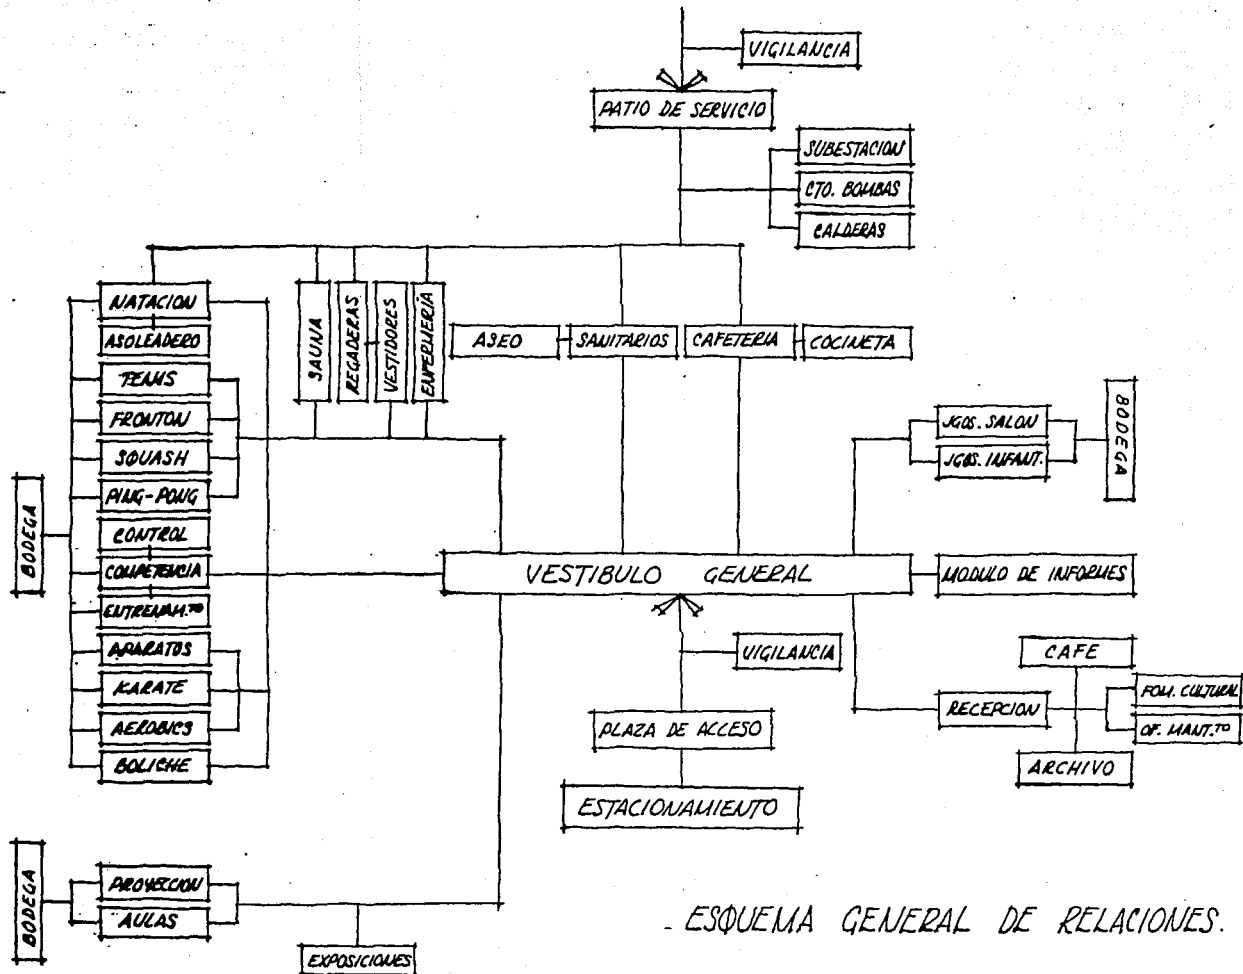 VIGILANCIA
PATIO DE SERVICIO
SUBESTACION
CTO. BOMBAS
CALDERAS
NATACION
ASOLEADERO
TENIS
FRONTON
SQUASH
PING-PONG
CONTROL
COMPETENCIA
ENTRENAM.TO
APARATOS
KARATE
AEROBICS
BOLICHE
BODEGA
SAUNA
REGADERAS
VESTIDORES
ENFERMERÍA
ASEO
SANITARIOS
CAFETERIA
COCINETA
JGOS. SALON
JGOS. INFANT.
BODEGA
VESTIBULO GENERAL
MODULO DE INFORMES
VIGILANCIA
PLAZA DE ACCESO
ESTACIONAMIENTO
CAFE
RECEPCION
FOM. CULTURAL
OF. MANT.TO
ARCHIVO
BODEGA
PROYECCION
AULAS
EXPOSICIONES
- ESQUEMA GENERAL DE RELACIONES.